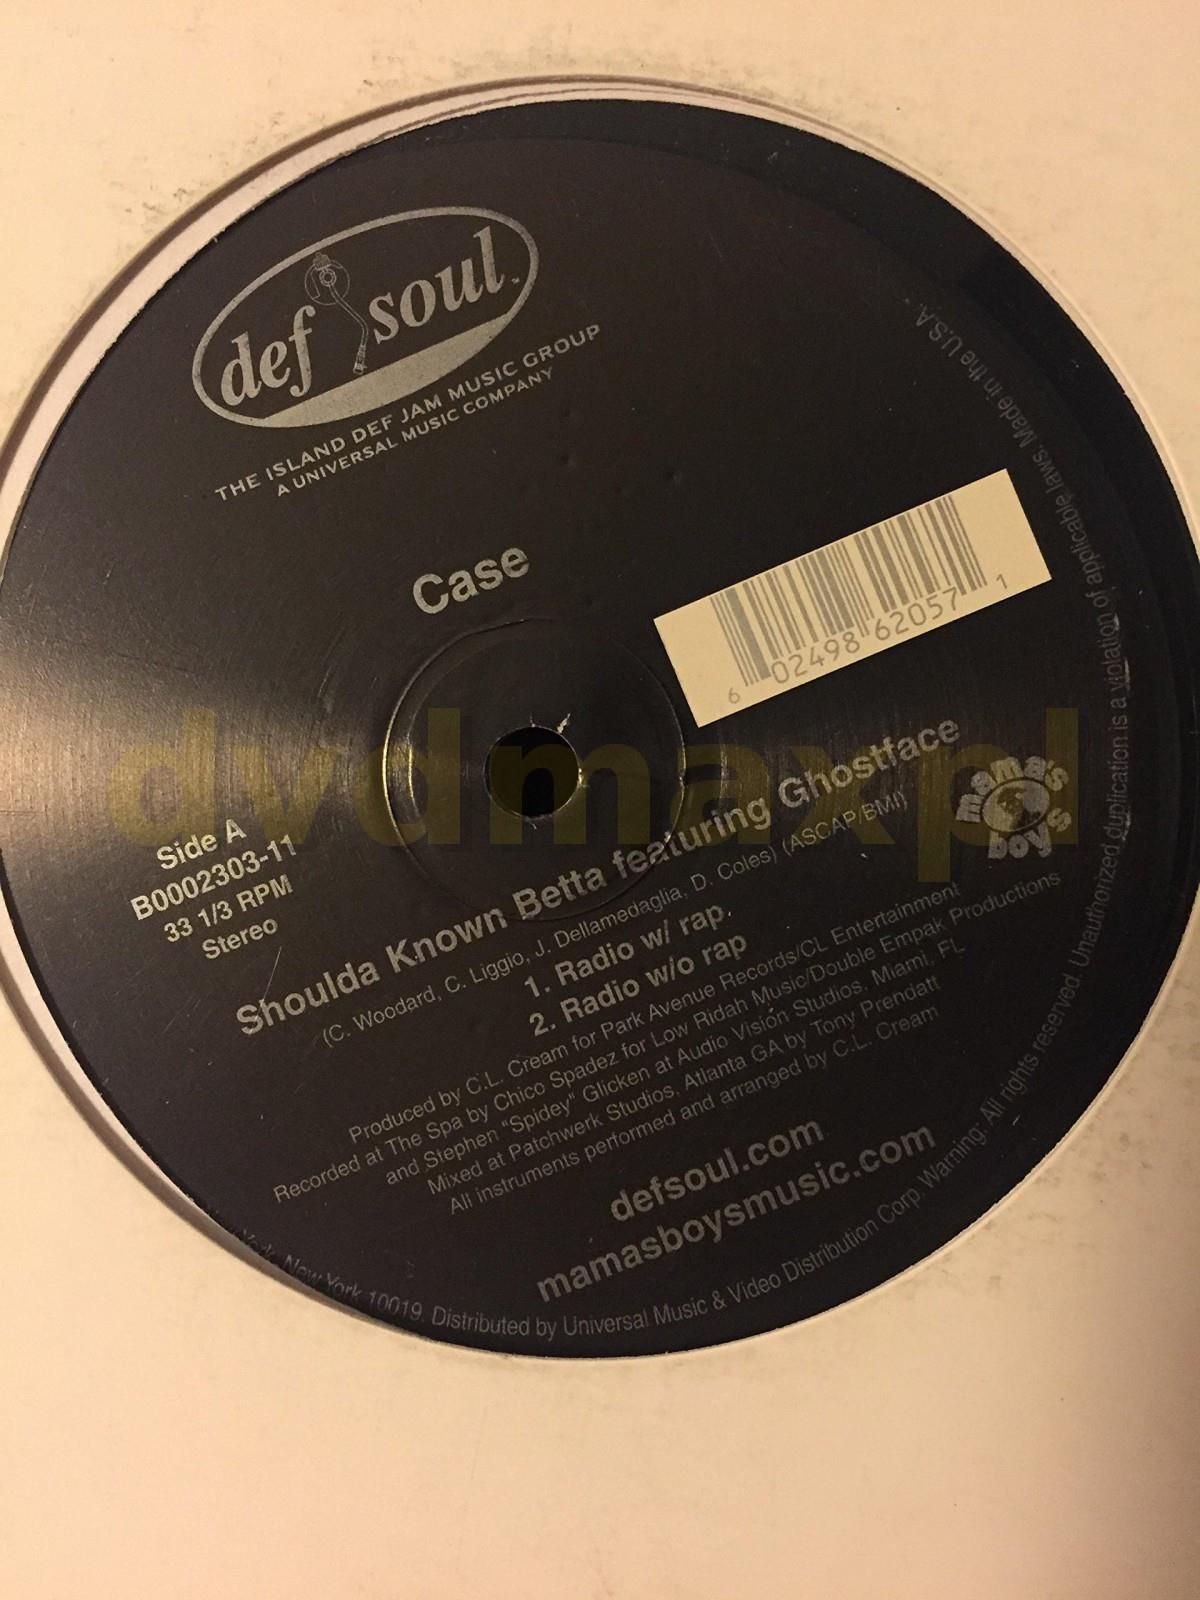 def soul
THE ISLAND DEF JAM MUSIC GROUP
A UNIVERSAL MUSIC COMPANY
Case
6 02498 62057 1
dvdmaxpl
Side A
B0002303-11
33 1/3 RPM
Stereo
mama's boys
Shoulda Known Betta featuring Ghostface
(C. Woodard, C. Liggio, J. Dellamedaglia, D. Coles) (ASCAP/BMI)
1. Radio w/ rap
2. Radio w/o rap
Produced by C.L. Cream for Park Avenue Records/CL Entertainment
Recorded at The Spa by Chico Spadez for Low Ridah Music/Double Empak Productions
and Stephen "Spidey" Glicken at Audio Vision Studios, Miami, FL
Mixed at Patchwerk Studios, Atlanta GA by Tony Prendatt
All instruments performed and arranged by C.L. Cream
defsoul.com
mamasboysmusic.com
York, New York 10019. Distributed by Universal Music & Video Distribution Corp. Warning: All rights reserved. Unauthorized duplication is a violation of applicable laws. Made in the U.S.A.